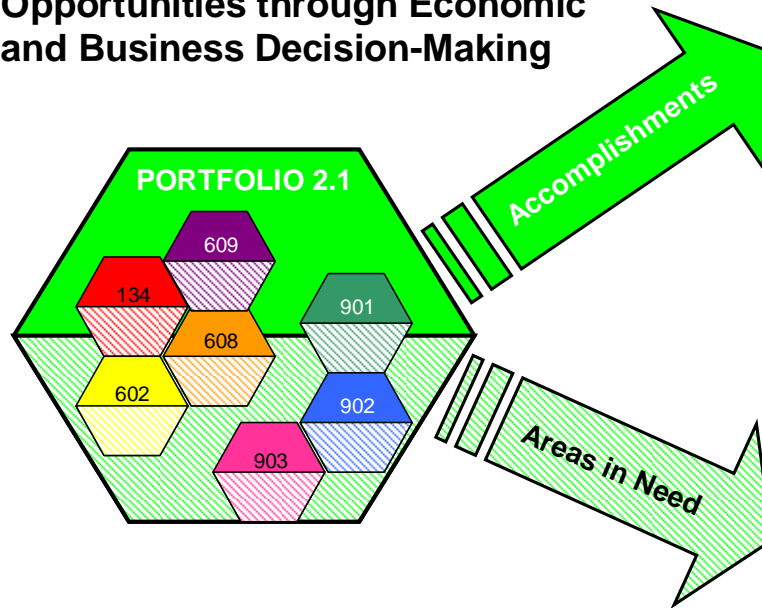 Opportunities through Economic
and Business Decision-Making
Accomplishments
PORTFOLIO 2.1
609
134
901
608
602
902
903
Areas in Need